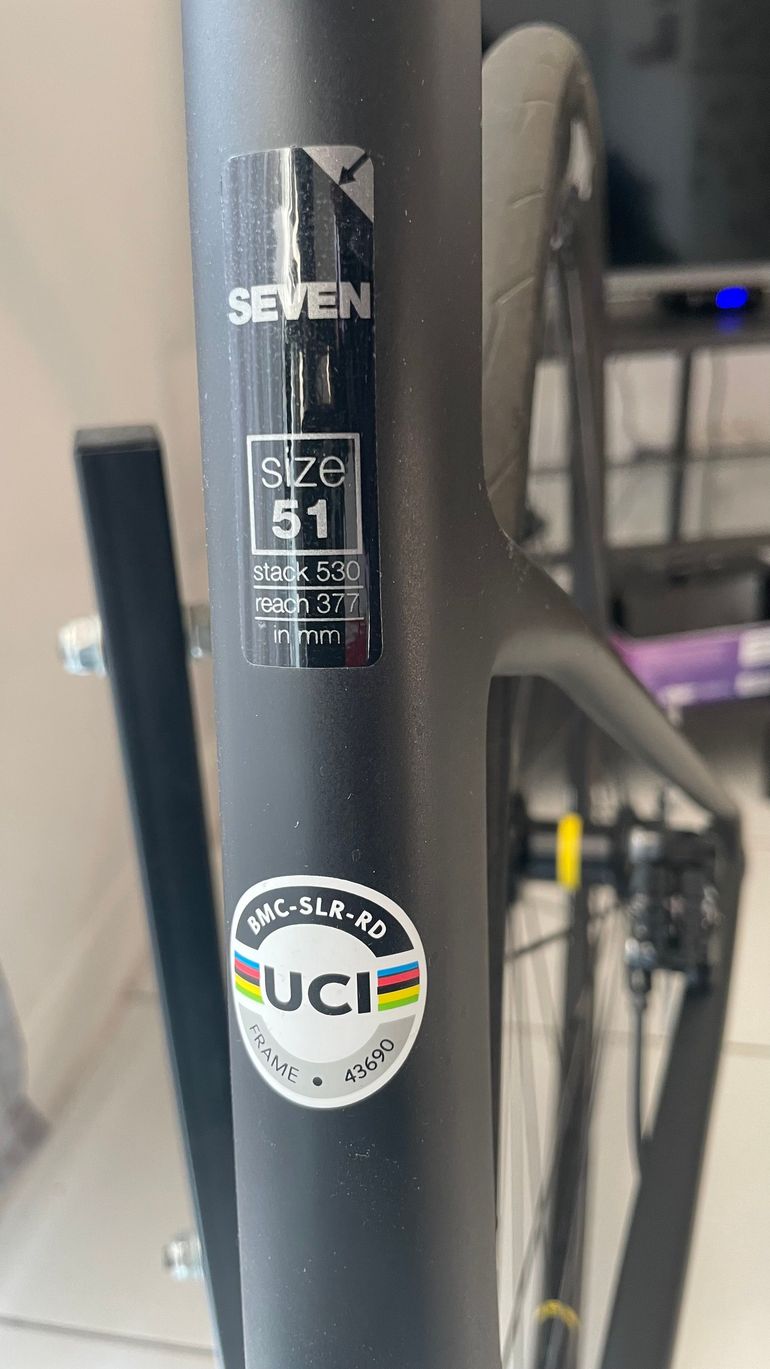 SEVEN
size
51
stack 530
reach 377
in mm
BMC-SLR-RD
UCI
FRAME • 43690